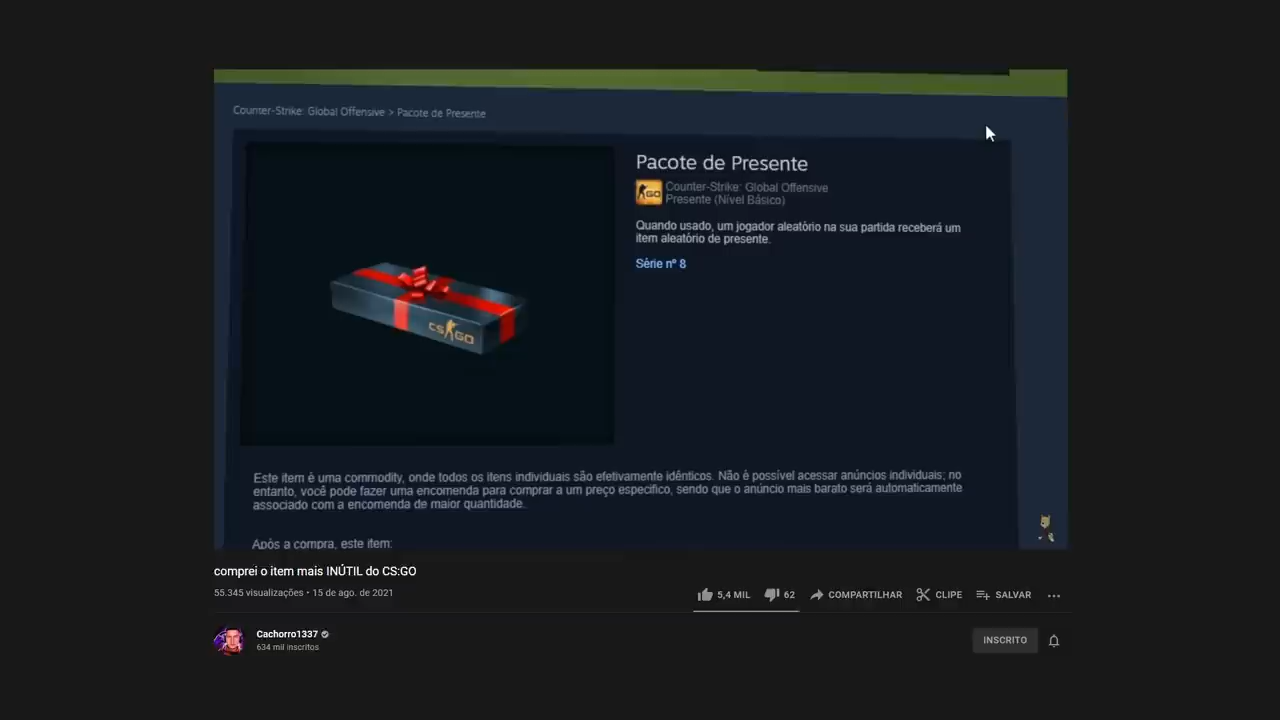 Counter-Strike: Global Offensive > Pacote de Presente
Pacote de Presente
GO
Counter-Strike: Global Offensive
Presente (Nível Básico)
Quando usado, um jogador aleatório na sua partida receberá um
item aleatório de presente.
Série nº 8
CS GO
Este item é uma commodity, onde todos os itens individuais são efetivamente idênticos. Não é possível acessar anúncios individuais; no
entanto, você pode fazer uma encomenda para comprar a um preço específico, sendo que o anúncio mais barato será automaticamente
associado com a encomenda de maior quantidade.
Após a compra, este item:
comprei o item mais INÚTIL do CS:GO
55.345 visualizações • 15 de ago. de 2021
5,4 MIL
62
COMPARTILHAR
CLIPE
SALVAR
Cachorro1337
634 mil inscritos
INSCRITO